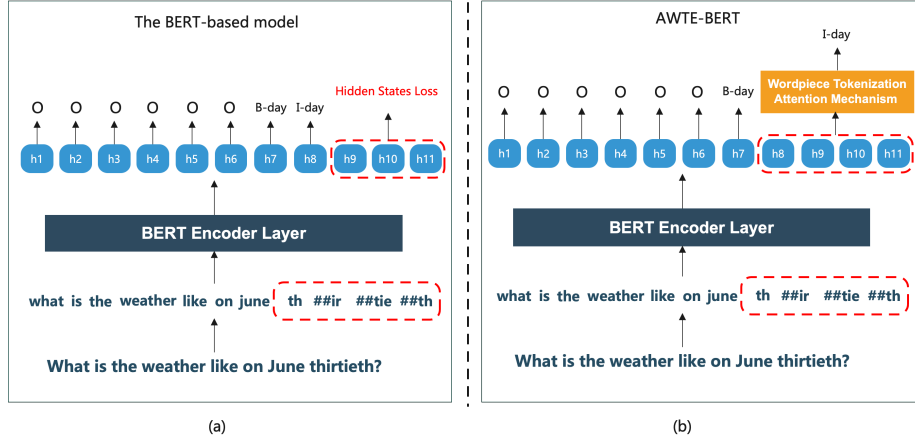 The BERT-based model
O O O O O O B-day I-day Hidden States Loss
h1 h2 h3 h4 h5 h6 h7 h8 h9 h10 h11
BERT Encoder Layer
what is the weather like on june th ##ir ##tie ##th
What is the weather like on June thirtieth?
(a)
AWTE-BERT
I-day
Wordpiece Tokenization
Attention Mechanism
O O O O O O B-day
h1 h2 h3 h4 h5 h6 h7 h8 h9 h10 h11
BERT Encoder Layer
what is the weather like on june th ##ir ##tie ##th
What is the weather like on June thirtieth?
(b)